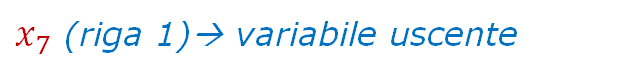 x₇ (riga 1)→ variabile uscente